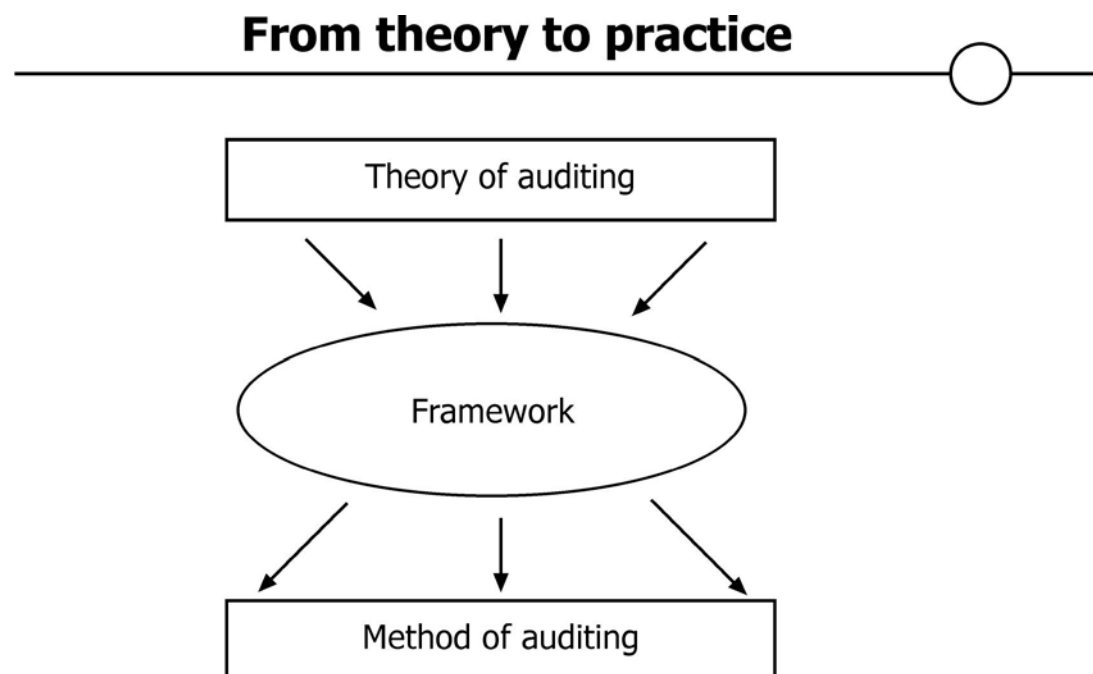 From theory to practice
Theory of auditing
Framework
Method of auditing